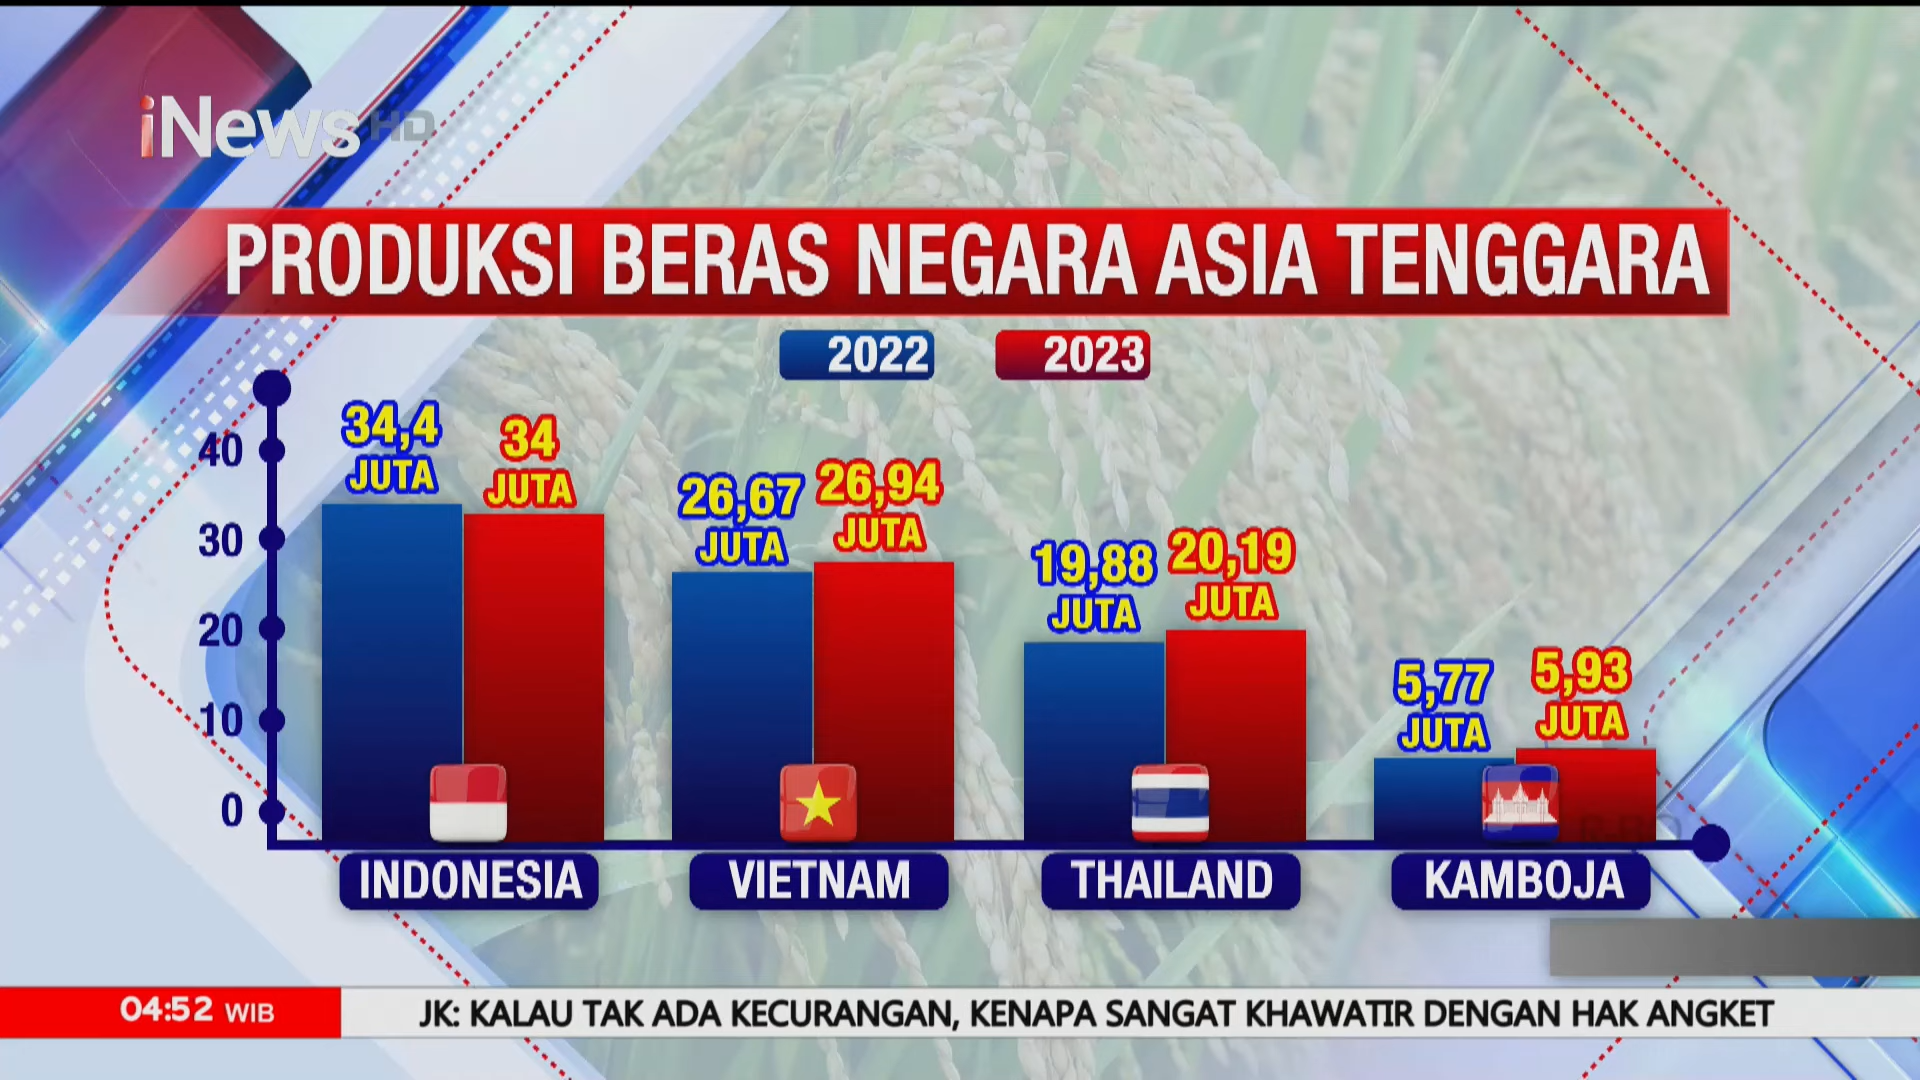 iNews HD
PRODUKSI BERAS NEGARA ASIA TENGGARA
2022 2023
40
30
20
10
0
34,4
JUTA
34
JUTA
26,67
JUTA
26,94
JUTA
19,88
JUTA
20,19
JUTA
5,77
JUTA
5,93
JUTA
INDONESIA VIETNAM THAILAND KAMBOJA
04:52 WIB JK: KALAU TAK ADA KECURANGAN, KENAPA SANGAT KHAWATIR DENGAN HAK ANGKET